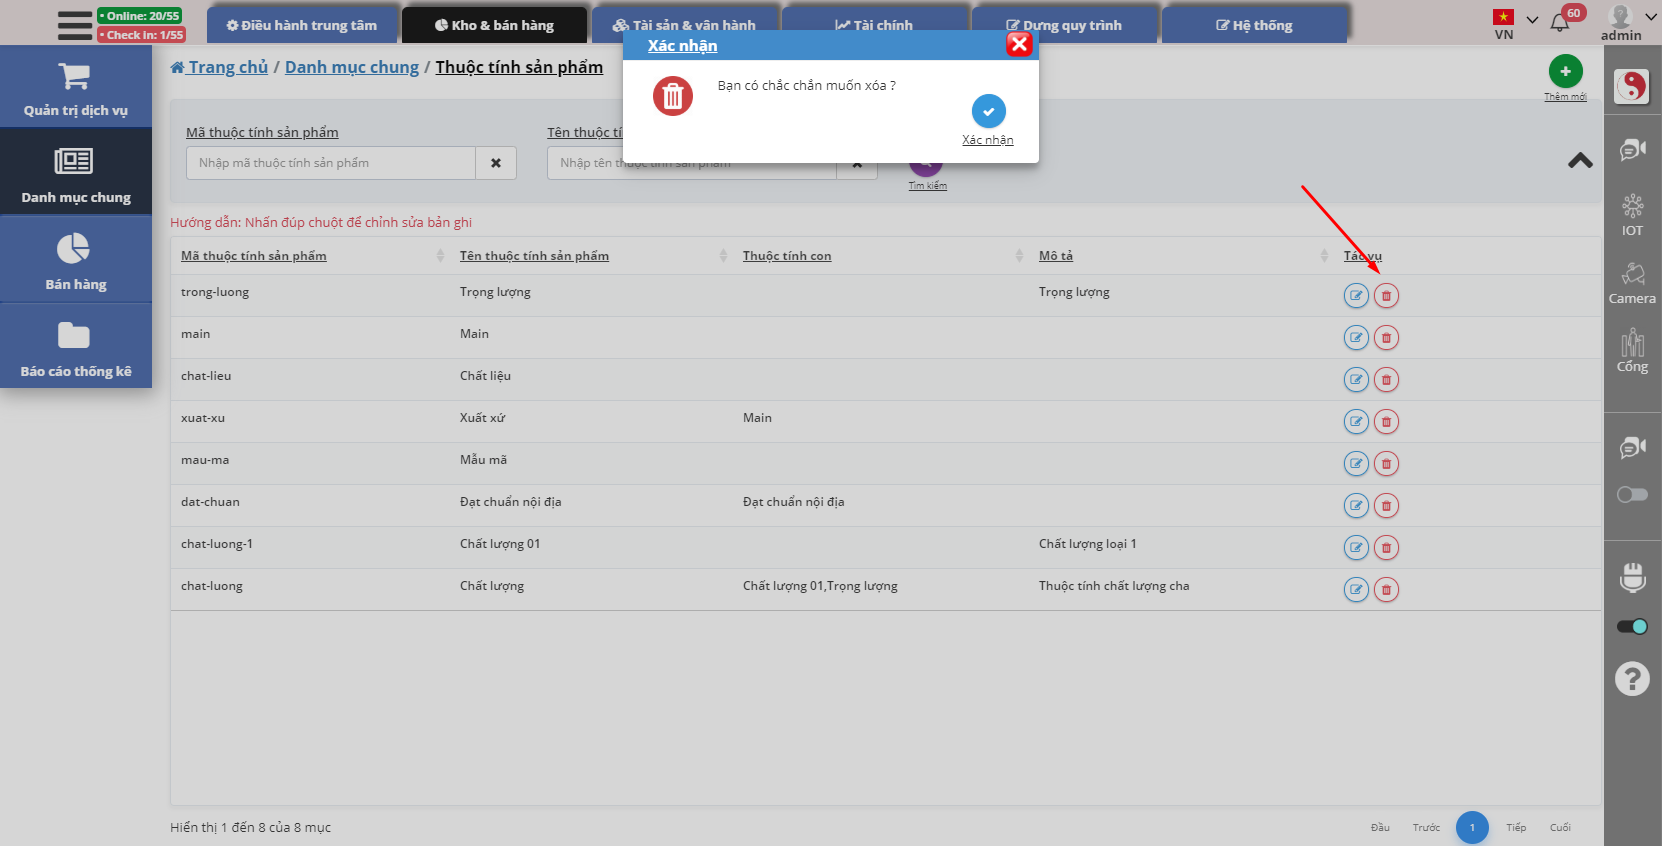 • Online: 20/55
• Check in: 1/55
Điều hành trung tâm
Kho & bán hàng
Tài sản & vận hành
Tài chính
Dựng quy trình
Hệ thống
VN
60
admin
Quản trị dịch vụ
Danh mục chung
Bán hàng
Báo cáo thống kê
Trang chủ / Danh mục chung / Thuộc tính sản phẩm
Thêm mới
Xác nhận
Bạn có chắc chắn muốn xóa ?
Xác nhận
Mã thuộc tính sản phẩm
Nhập mã thuộc tính sản phẩm
Tên thuộc
Nhập tên thuộc tính sản phẩm
Tìm kiếm
Hướng dẫn: Nhấn đúp chuột để chỉnh sửa bản ghi
Mã thuộc tính sản phẩm Tên thuộc tính sản phẩm Thuộc tính con Mô tả Tác vụ
trong-luong Trọng lượng Trọng lượng
main Main
chat-lieu Chất liệu
xuat-xu Xuất xứ Main
mau-ma Mẫu mã
dat-chuan Đạt chuẩn nội địa Đạt chuẩn nội địa
chat-luong-1 Chất lượng 01 Chất lượng loại 1
chat-luong Chất lượng Chất lượng 01,Trọng lượng Thuộc tính chất lượng cha
Hiển thị 1 đến 8 của 8 mục
Đầu Trước 1 Tiếp Cuối
IOT
Camera
Cổng